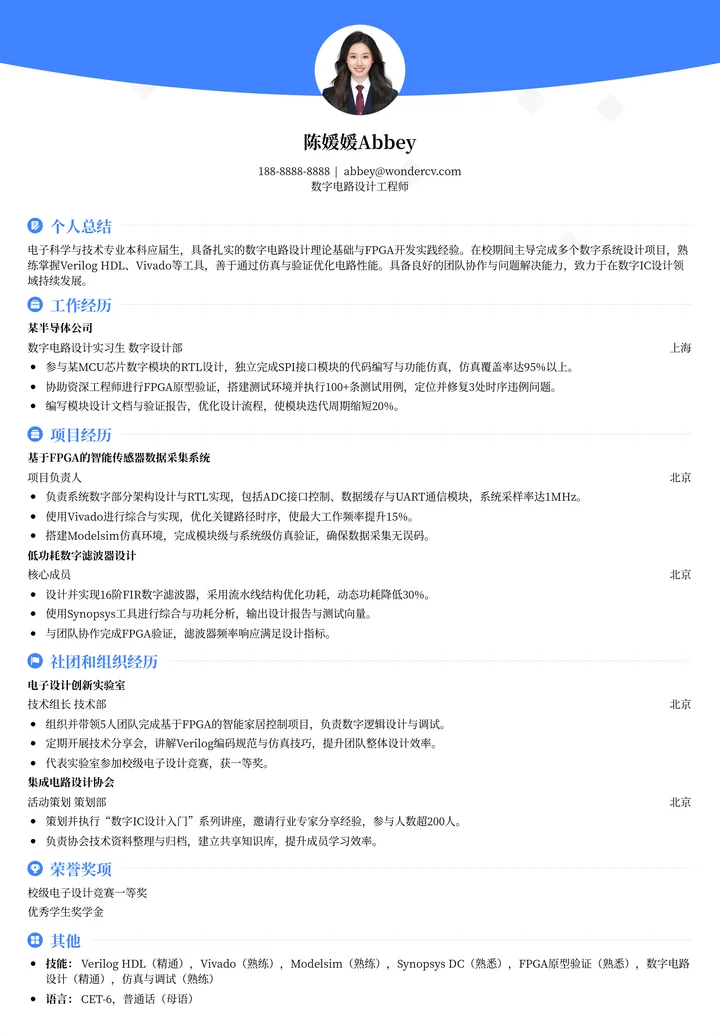 陈媛媛Abbey
188-8888-8888 | abbey@wondercv.com
数字电路设计工程师
个人总结
电子科学与技术专业本科应届生，具备扎实的数字电路设计理论基础与FPGA开发实践经验。在校期间主导完成多个数字系统设计项目，熟
练掌握Verilog HDL、Vivado等工具，善于通过仿真与验证优化电路性能。具备良好的团队协作与问题解决能力，致力于在数字IC设计领
域持续发展。
工作经历
某半导体公司
数字电路设计实习生 数字设计部 上海
• 参与某MCU芯片数字模块的RTL设计，独立完成SPI接口模块的代码编写与功能仿真，仿真覆盖率达95%以上。
• 协助资深工程师进行FPGA原型验证，搭建测试环境并执行100+条测试用例，定位并修复3处时序违例问题。
• 编写模块设计文档与验证报告，优化设计流程，使模块迭代周期缩短20%。
项目经历
基于FPGA的智能传感器数据采集系统
项目负责人 北京
• 负责系统数字部分架构设计与RTL实现，包括ADC接口控制、数据缓存与UART通信模块，系统采样率达1MHz。
• 使用Vivado进行综合与实现，优化关键路径时序，使最大工作频率提升15%。
• 搭建Modelsim仿真环境，完成模块级与系统级仿真验证，确保数据采集无误码。
低功耗数字滤波器设计
核心成员 北京
• 设计并实现16阶FIR数字滤波器，采用流水线结构优化功耗，动态功耗降低30%。
• 使用Synopsys工具进行综合与功耗分析，输出设计报告与测试向量。
• 与团队协作完成FPGA验证，滤波器频率响应满足设计指标。
社团和组织经历
电子设计创新实验室
技术组长 技术部 北京
• 组织并带领5人团队完成基于FPGA的智能家居控制项目，负责数字逻辑设计与调试。
• 定期开展技术分享会，讲解Verilog编码规范与仿真技巧，提升团队整体设计效率。
• 代表实验室参加校级电子设计竞赛，获一等奖。
集成电路设计协会
活动策划 策划部 北京
• 策划并执行“数字IC设计入门”系列讲座，邀请行业专家分享经验，参与人数超200人。
• 负责协会技术资料整理与归档，建立共享知识库，提升成员学习效率。
荣誉奖项
校级电子设计竞赛一等奖
优秀学生奖学金
其他
• 技能： Verilog HDL（精通），Vivado（熟练），Modelsim（熟练），Synopsys DC（熟悉），FPGA原型验证（熟悉），数字电路
设计（精通），仿真与调试（熟练）
• 语言： CET-6，普通话（母语）